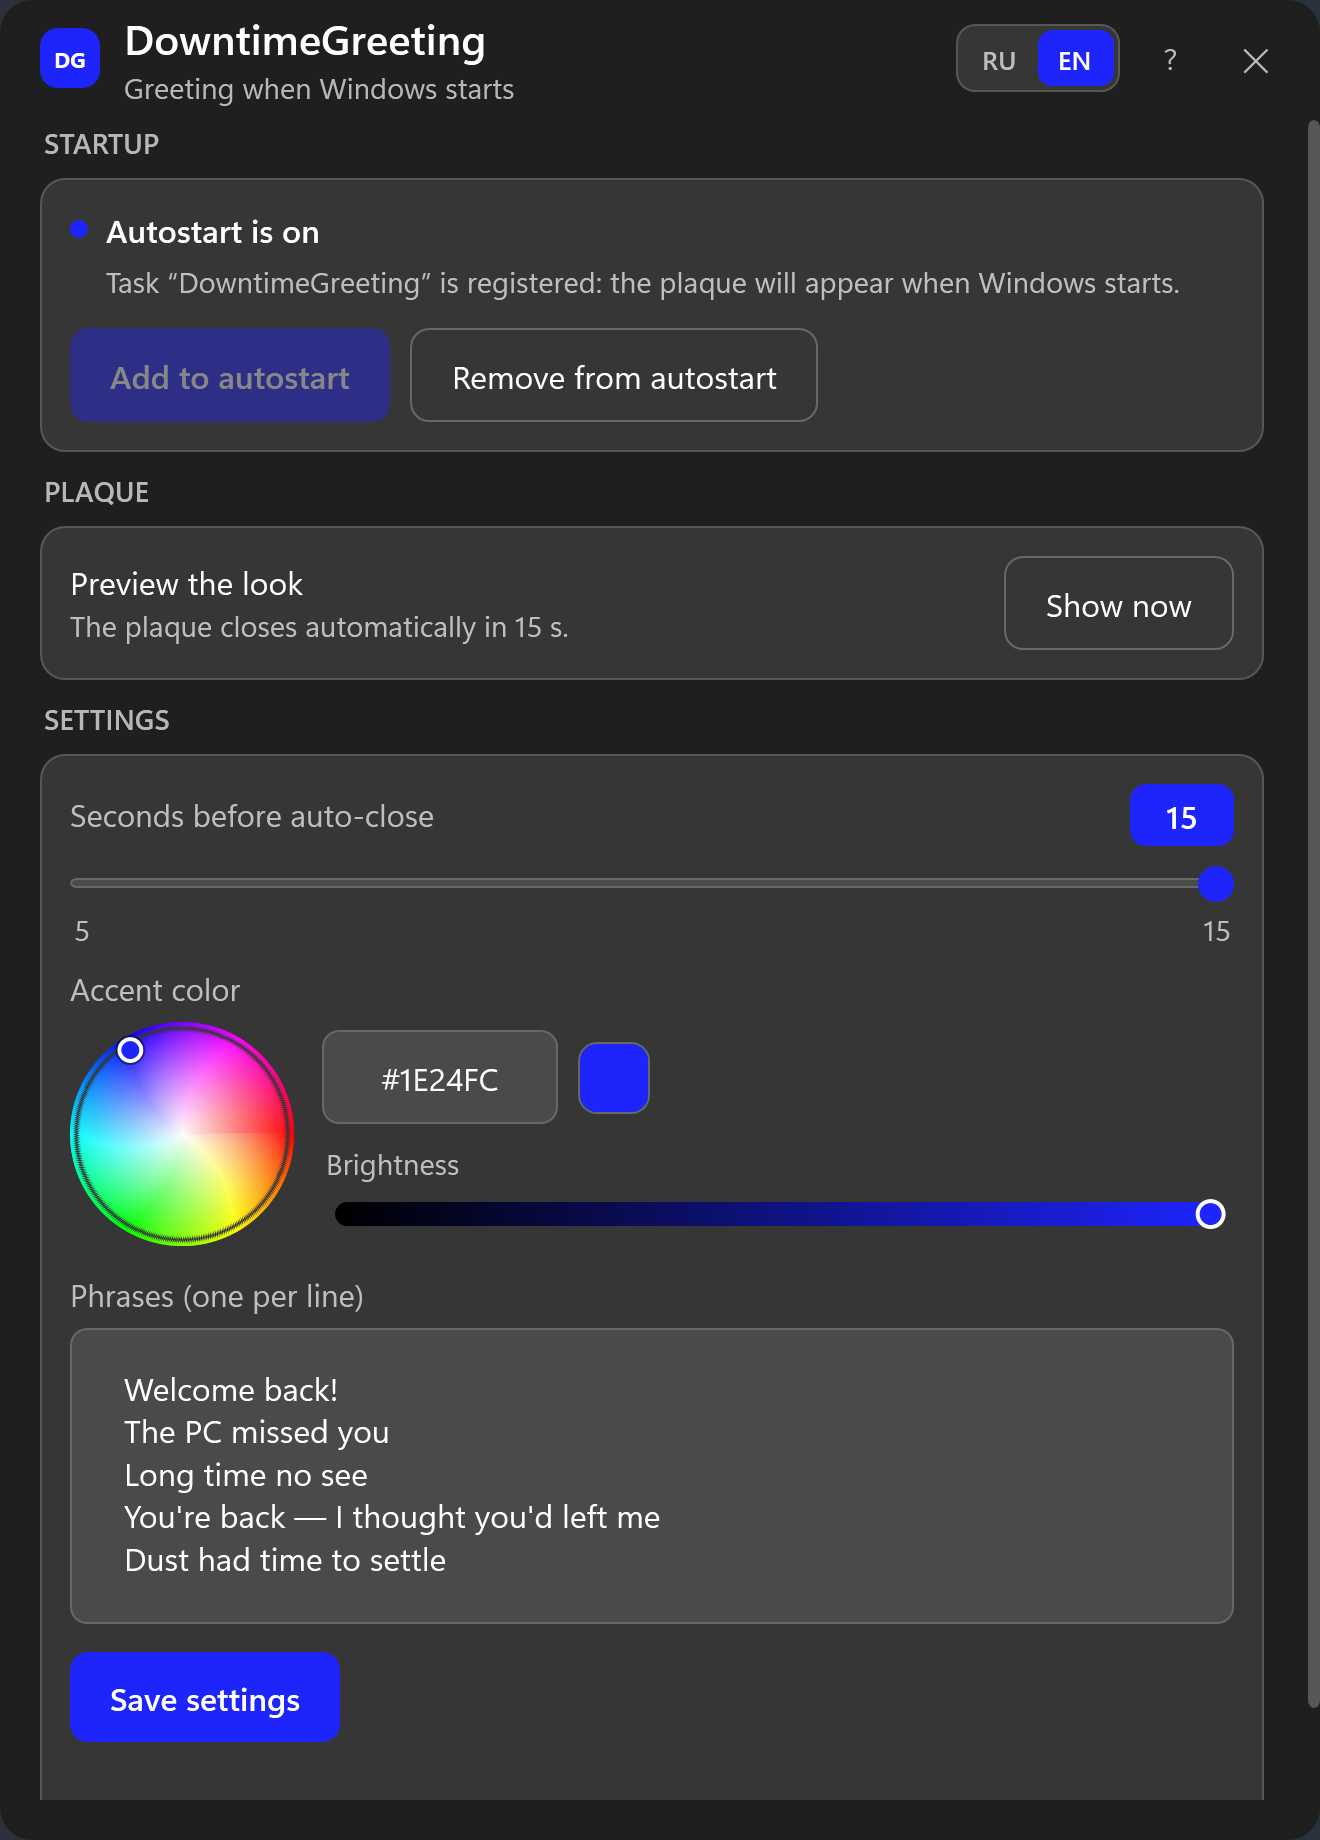 DG
DowntimeGreeting
Greeting when Windows starts
RU
EN
?
STARTUP
Autostart is on
Task “DowntimeGreeting” is registered: the plaque will appear when Windows starts.
Add to autostart
Remove from autostart
PLAQUE
Preview the look
The plaque closes automatically in 15 s.
Show now
SETTINGS
Seconds before auto-close
15
5
15
Accent color
#1E24FC
Brightness
Phrases (one per line)
Welcome back!
The PC missed you
Long time no see
You're back — I thought you'd left me
Dust had time to settle
Save settings